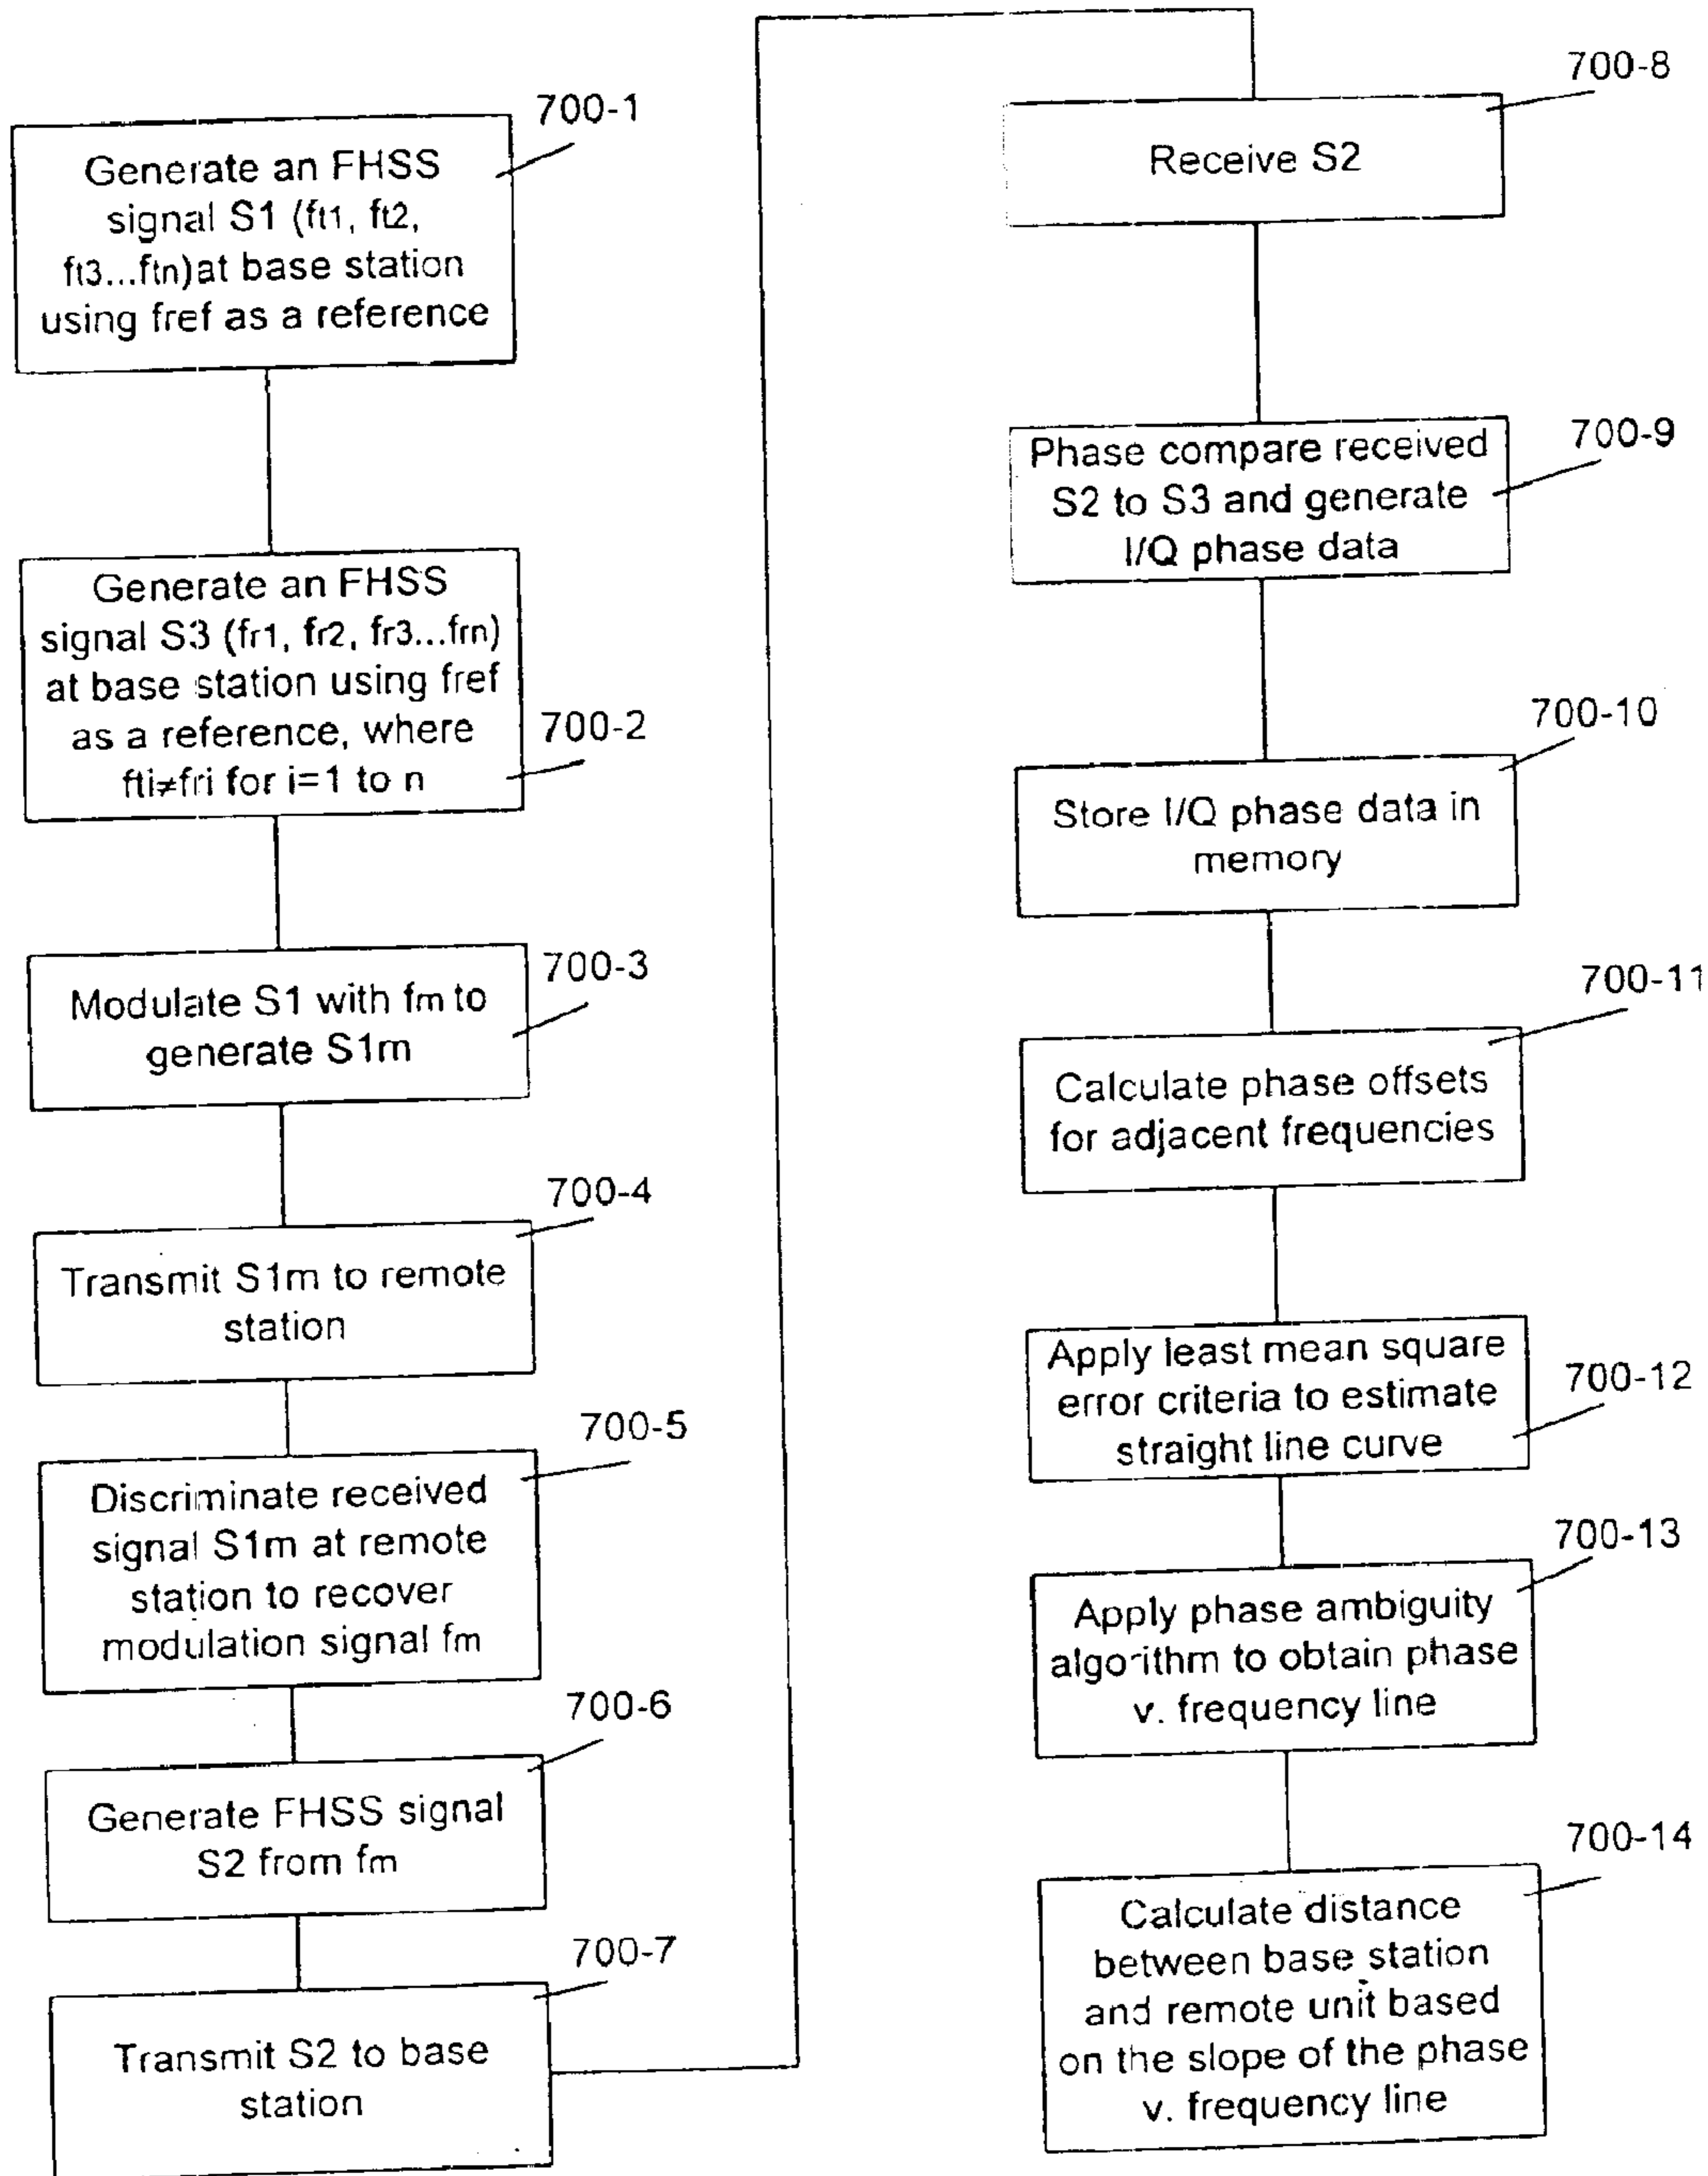 700-1
Generate an FHSS
signal S1 (ft1, ft2,
ft3...ftn)at base station
using fref as a reference
Generate an FHSS
signal S3 (fr1, fr2, fr3...frn)
at base station using fref
as a reference, where
fti≠fri for i=1 to n
700-2
700-3
Modulate S1 with fm to
generate S1m
700-4
Transmit S1m to remote
station
700-5
Discriminate received
signal S1m at remote
station to recover
modulation signal fm
700-6
Generate FHSS signal
S2 from fm
700-7
Transmit S2 to base
station
700-8
Receive S2
700-9
Phase compare received
S2 to S3 and generate
I/Q phase data
700-10
Store I/Q phase data in
memory
700-11
Calculate phase offsets
for adjacent frequencies
Apply least mean square
error criteria to estimate
straight line curve
700-12
700-13
Apply phase ambiguity
algorithm to obtain phase
v. frequency line
700-14
Calculate distance
between base station
and remote unit based
on the slope of the phase
v. frequency line